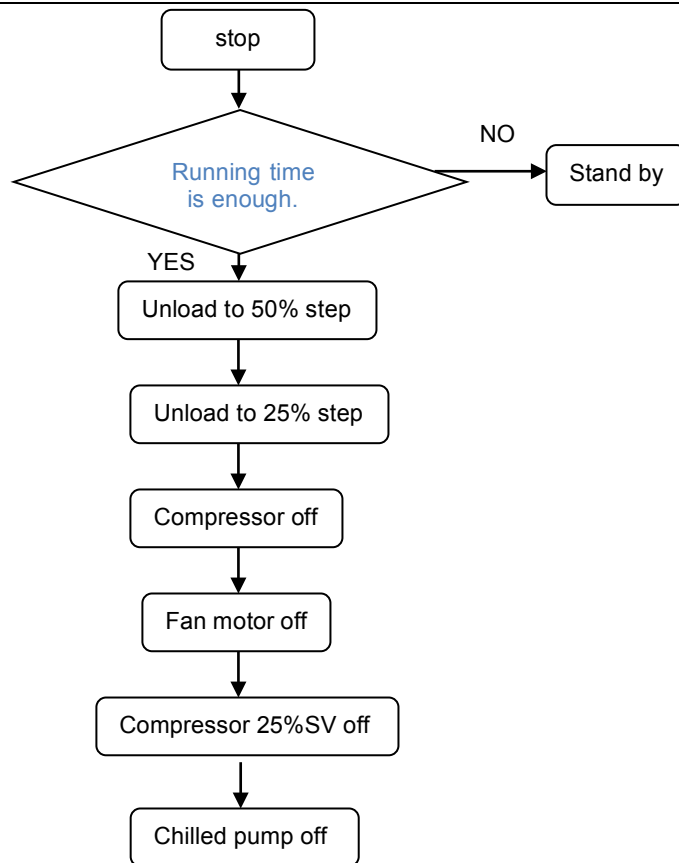 stop
NO
Running time
is enough.
Stand by
YES
Unload to 50% step
Unload to 25% step
Compressor off
Fan motor off
Compressor 25%SV off
Chilled pump off